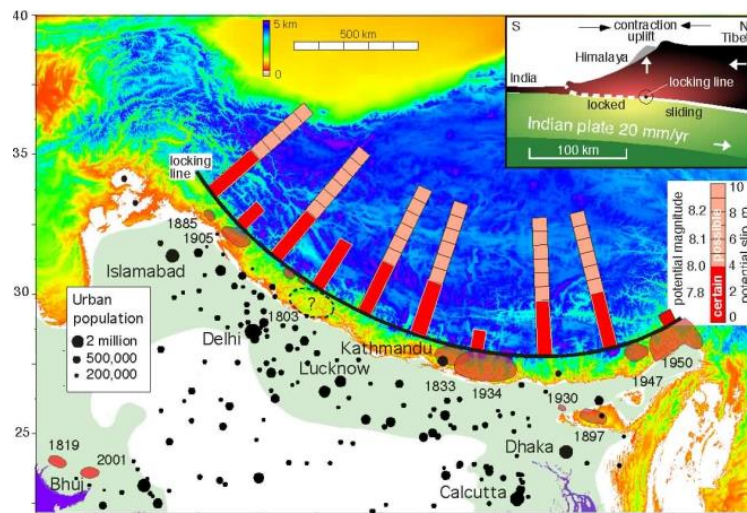 40
35
30
25
5 km
0
500 km
S
contraction
uplift
N
Himalaya
Tibe
India
locking line
locked
sliding
Indian plate 20 mm/yr
100 km
locking
line
1885
1905
Islamabad
?
1803
Delhi
Lucknow
Kathmandu
1833
1934
1930
1947
1950
1897
Dhaka
Calcutta
1819
2001
Bhuj
Urban
population
2 million
500,000
200,000
potential magnitude
8.2
8.0
7.8
certain
possible
10
8
6
4
2
0
potential slip m